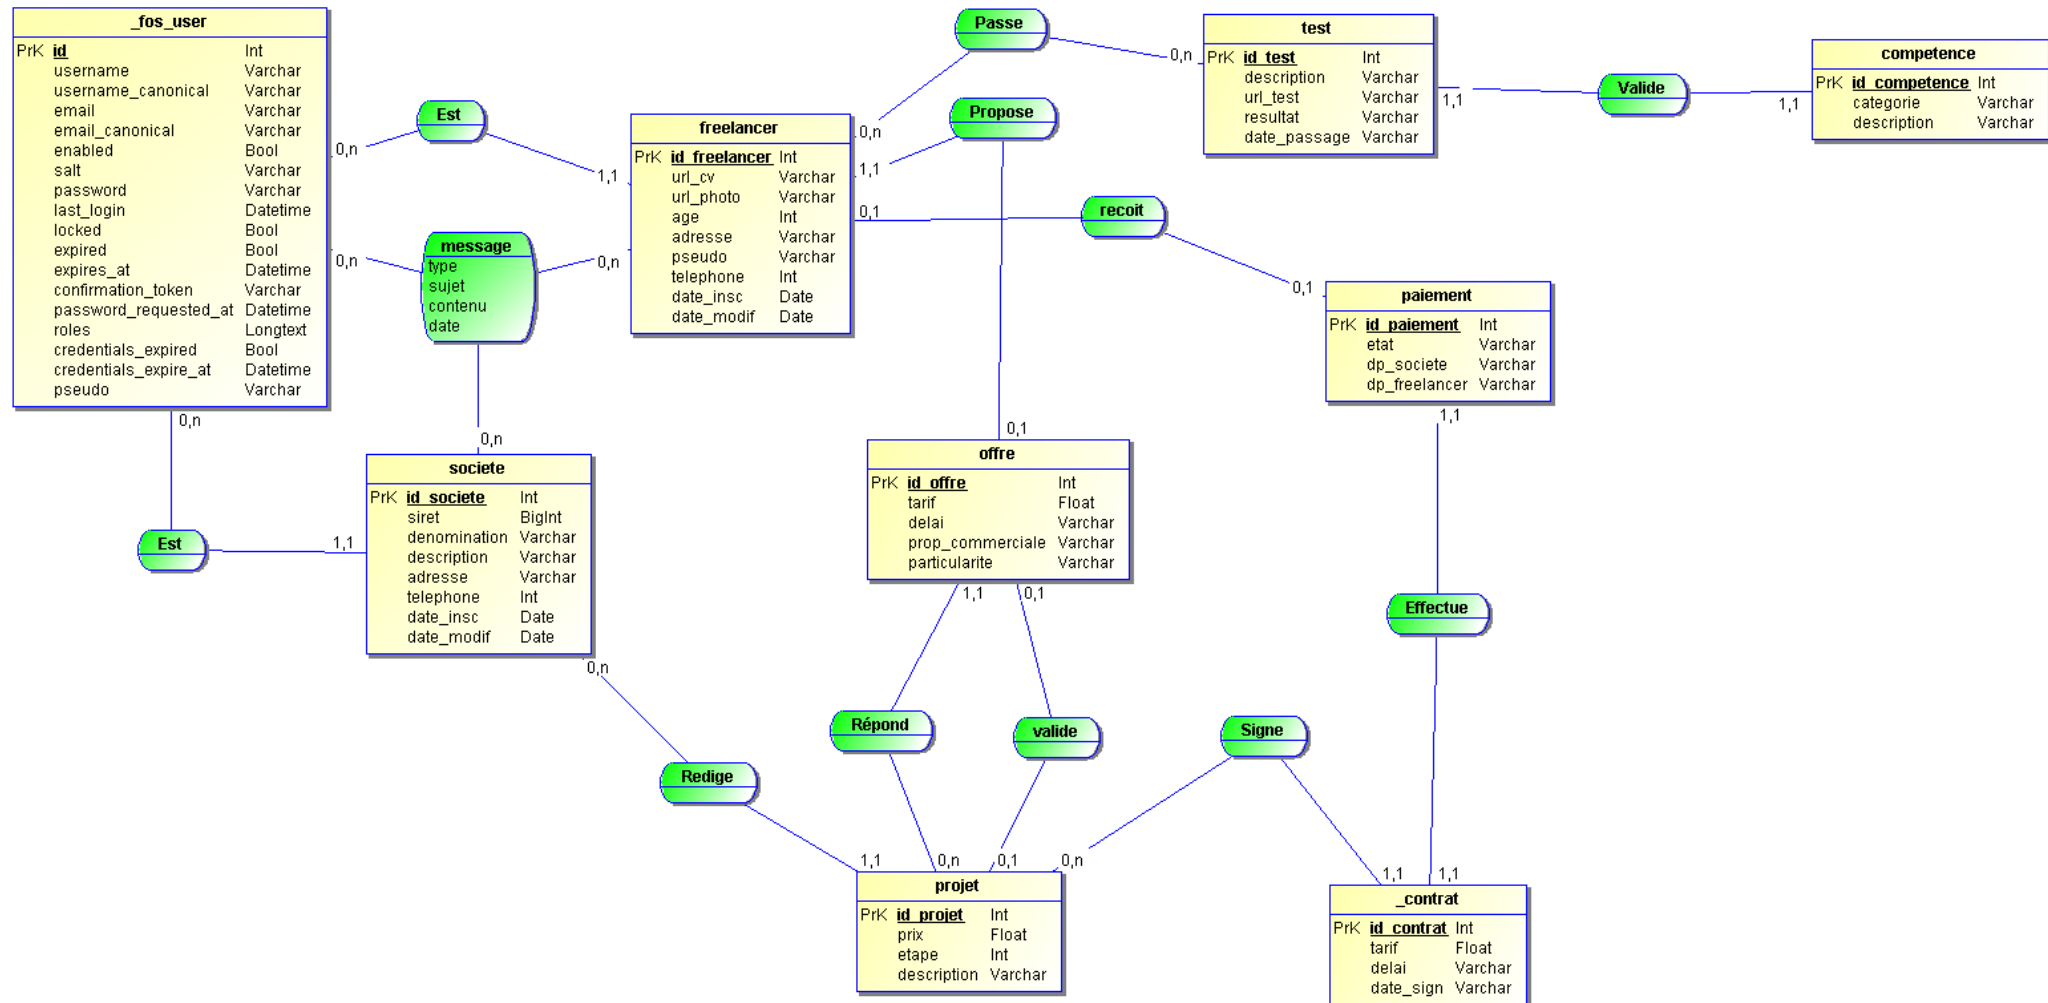 _fos_user
PrK id Int
username Varchar
username_canonical Varchar
email Varchar
email_canonical Varchar
enabled Bool
salt Varchar
password Varchar
last_login Datetime
locked Bool
expired Bool
expires_at Datetime
confirmation_token Varchar
password_requested_at Datetime
roles Longtext
credentials_expired Bool
credentials_expire_at Datetime
pseudo Varchar
0,n
Est
1,1
0,n
message
type
sujet
contenu
date
0,n
0,n
0,n
Est
1,1
freelancer
PrK id_freelancer Int
url_cv Varchar
url_photo Varchar
age Int
adresse Varchar
pseudo Varchar
telephone Int
date_insc Date
date_modif Date
0,n
Passe
0,n
1,1
Propose
0,1
0,1
recoit
0,1
test
PrK id_test Int
description Varchar
url_test Varchar
resultat Varchar
date_passage Varchar
1,1
Valide
1,1
competence
PrK id_competence Int
categorie Varchar
description Varchar
paiement
PrK id_paiement Int
etat Varchar
dp_societe Varchar
dp_freelancer Varchar
1,1
Effectue
1,1
societe
PrK id_societe Int
siret BigInt
denomination Varchar
description Varchar
adresse Varchar
telephone Int
date_insc Date
date_modif Date
0,n
Redige
1,1
offre
PrK id_offre Int
tarif Float
delai Varchar
prop_commerciale Varchar
particularite Varchar
1,1
0,1
Répond
valide
Signe
0,n
0,1
0,n
1,1
projet
PrK id_projet Int
prix Float
etape Int
description Varchar
_contrat
PrK id_contrat Int
tarif Float
delai Varchar
date_sign Varchar